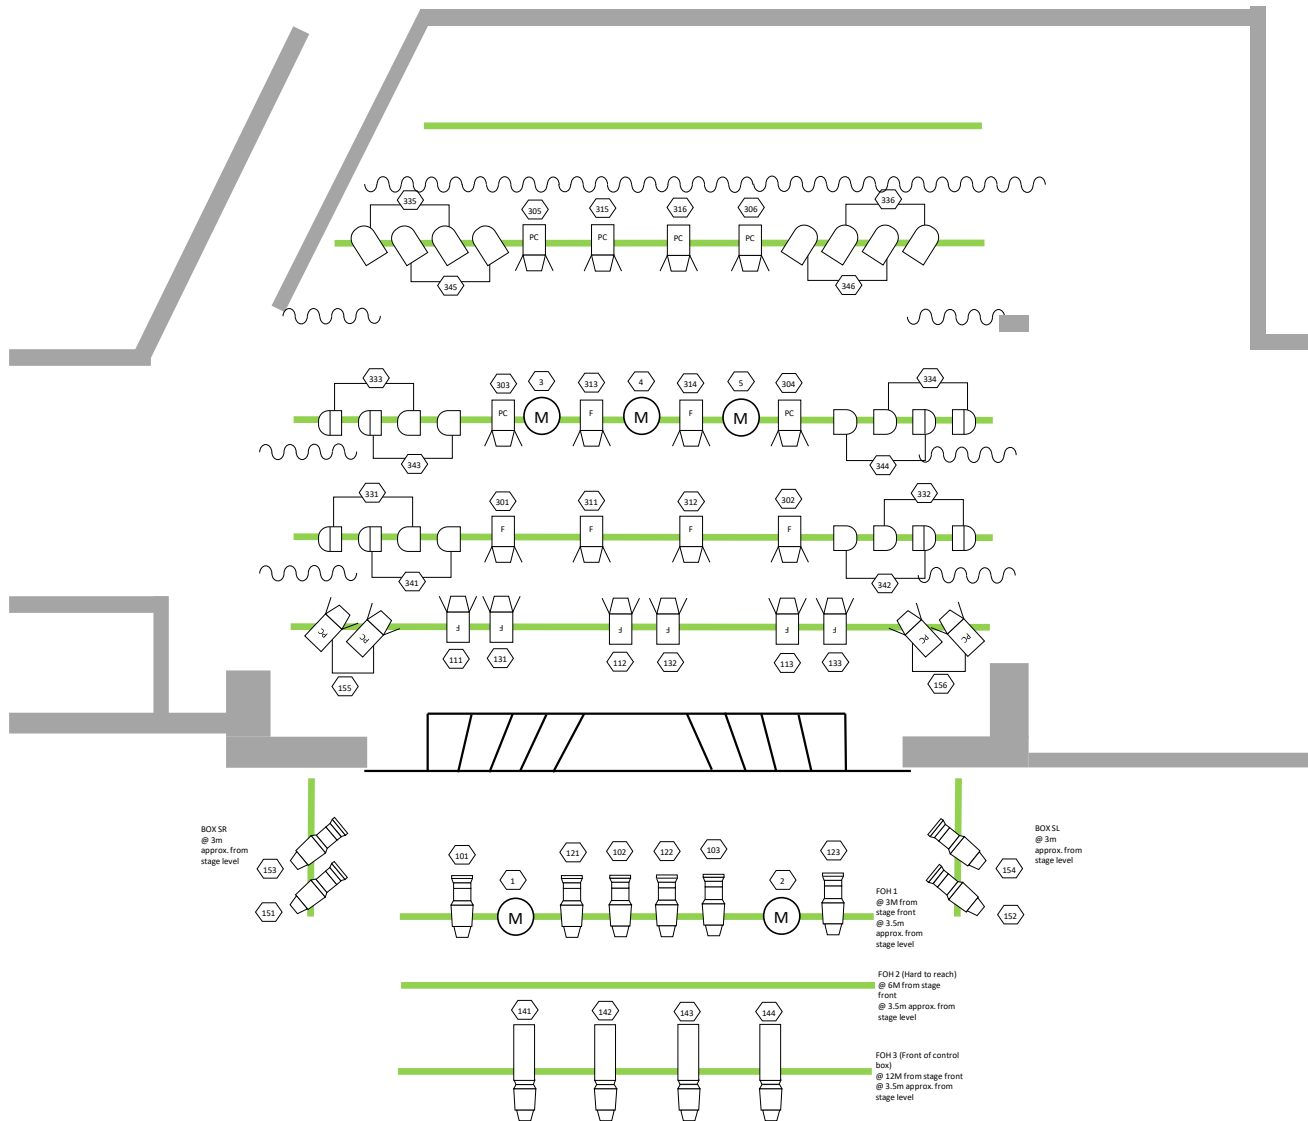 335
305
315
316
306
336
PC
PC
PC
PC
345
346
333
303
3
313
4
314
5
304
334
PC
M
F
M
F
M
PC
343
344
331
301
311
312
302
332
F
F
F
F
341
342
PC
PC
F
F
F
F
F
F
PC
PC
111
131
112
132
113
133
155
156
BOX SR
@ 3m
approx. from
stage level
BOX SL
@ 3m
approx. from
stage level
153
154
151
152
101
1
121
102
122
103
2
123
M
M
FOH 1
@ 3M from
stage front
@ 3.5m
approx. from
stage level
FOH 2 (Hard to reach)
@ 6M from stage
front
@ 3.5m approx. from
stage level
141
142
143
144
FOH 3 (Front of control
box)
@ 12M from stage front
@ 3.5m approx. from
stage level